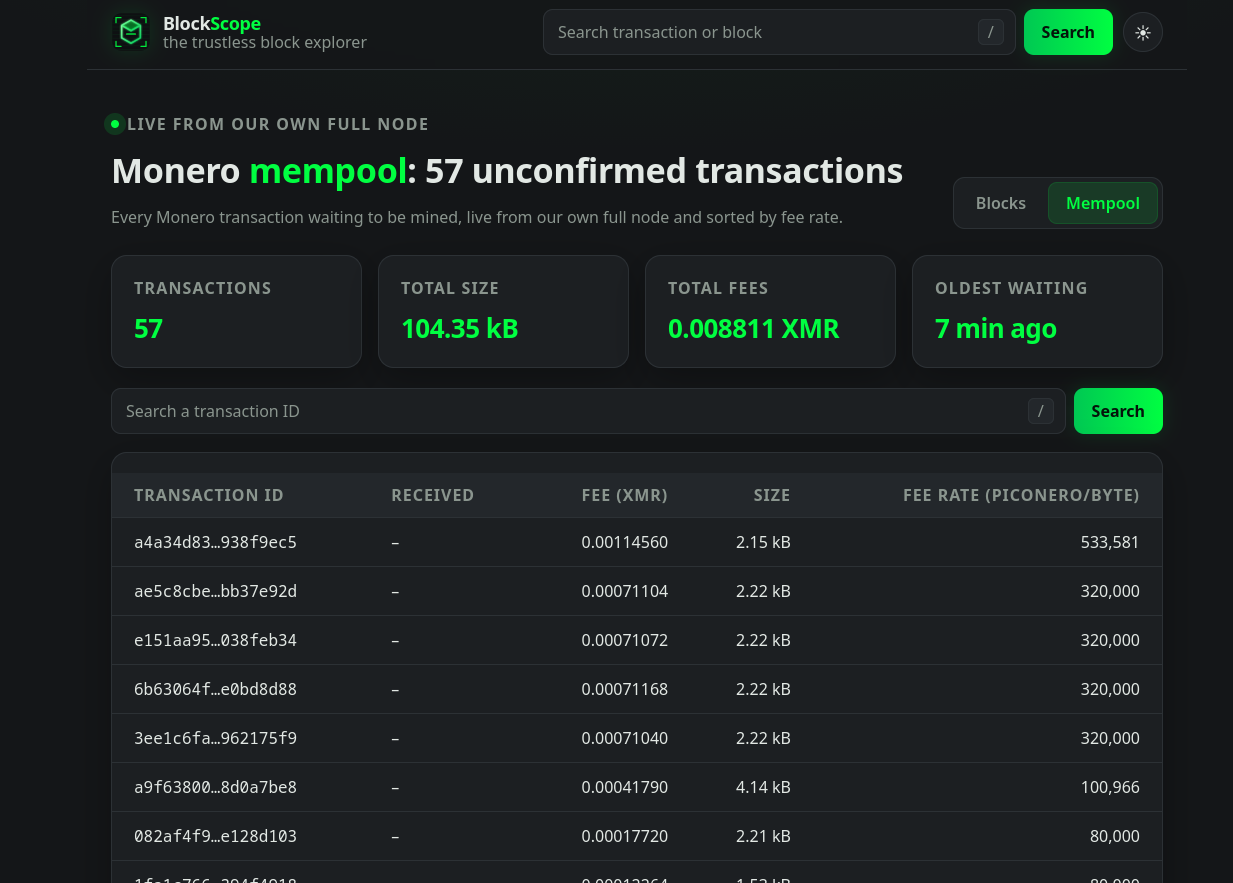 BlockScope
the trustless block explorer
Search transaction or block /
Search
LIVE FROM OUR OWN FULL NODE
Monero mempool: 57 unconfirmed transactions
Every Monero transaction waiting to be mined, live from our own full node and sorted by fee rate.
Blocks Mempool
TRANSACTIONS
57
TOTAL SIZE
104.35 kB
TOTAL FEES
0.008811 XMR
OLDEST WAITING
7 min ago
Search a transaction ID /
Search
TRANSACTION ID RECEIVED FEE (XMR) SIZE FEE RATE (PICONERO/BYTE)
a4a34d83…938f9ec5 – 0.00114560 2.15 kB 533,581
ae5c8cbe…bb37e92d – 0.00071104 2.22 kB 320,000
e151aa95…038feb34 – 0.00071072 2.22 kB 320,000
6b63064f…e0bd8d88 – 0.00071168 2.22 kB 320,000
3ee1c6fa…962175f9 – 0.00071040 2.22 kB 320,000
a9f63800…8d0a7be8 – 0.00041790 4.14 kB 100,966
082af4f9…e128d103 – 0.00017720 2.21 kB 80,000